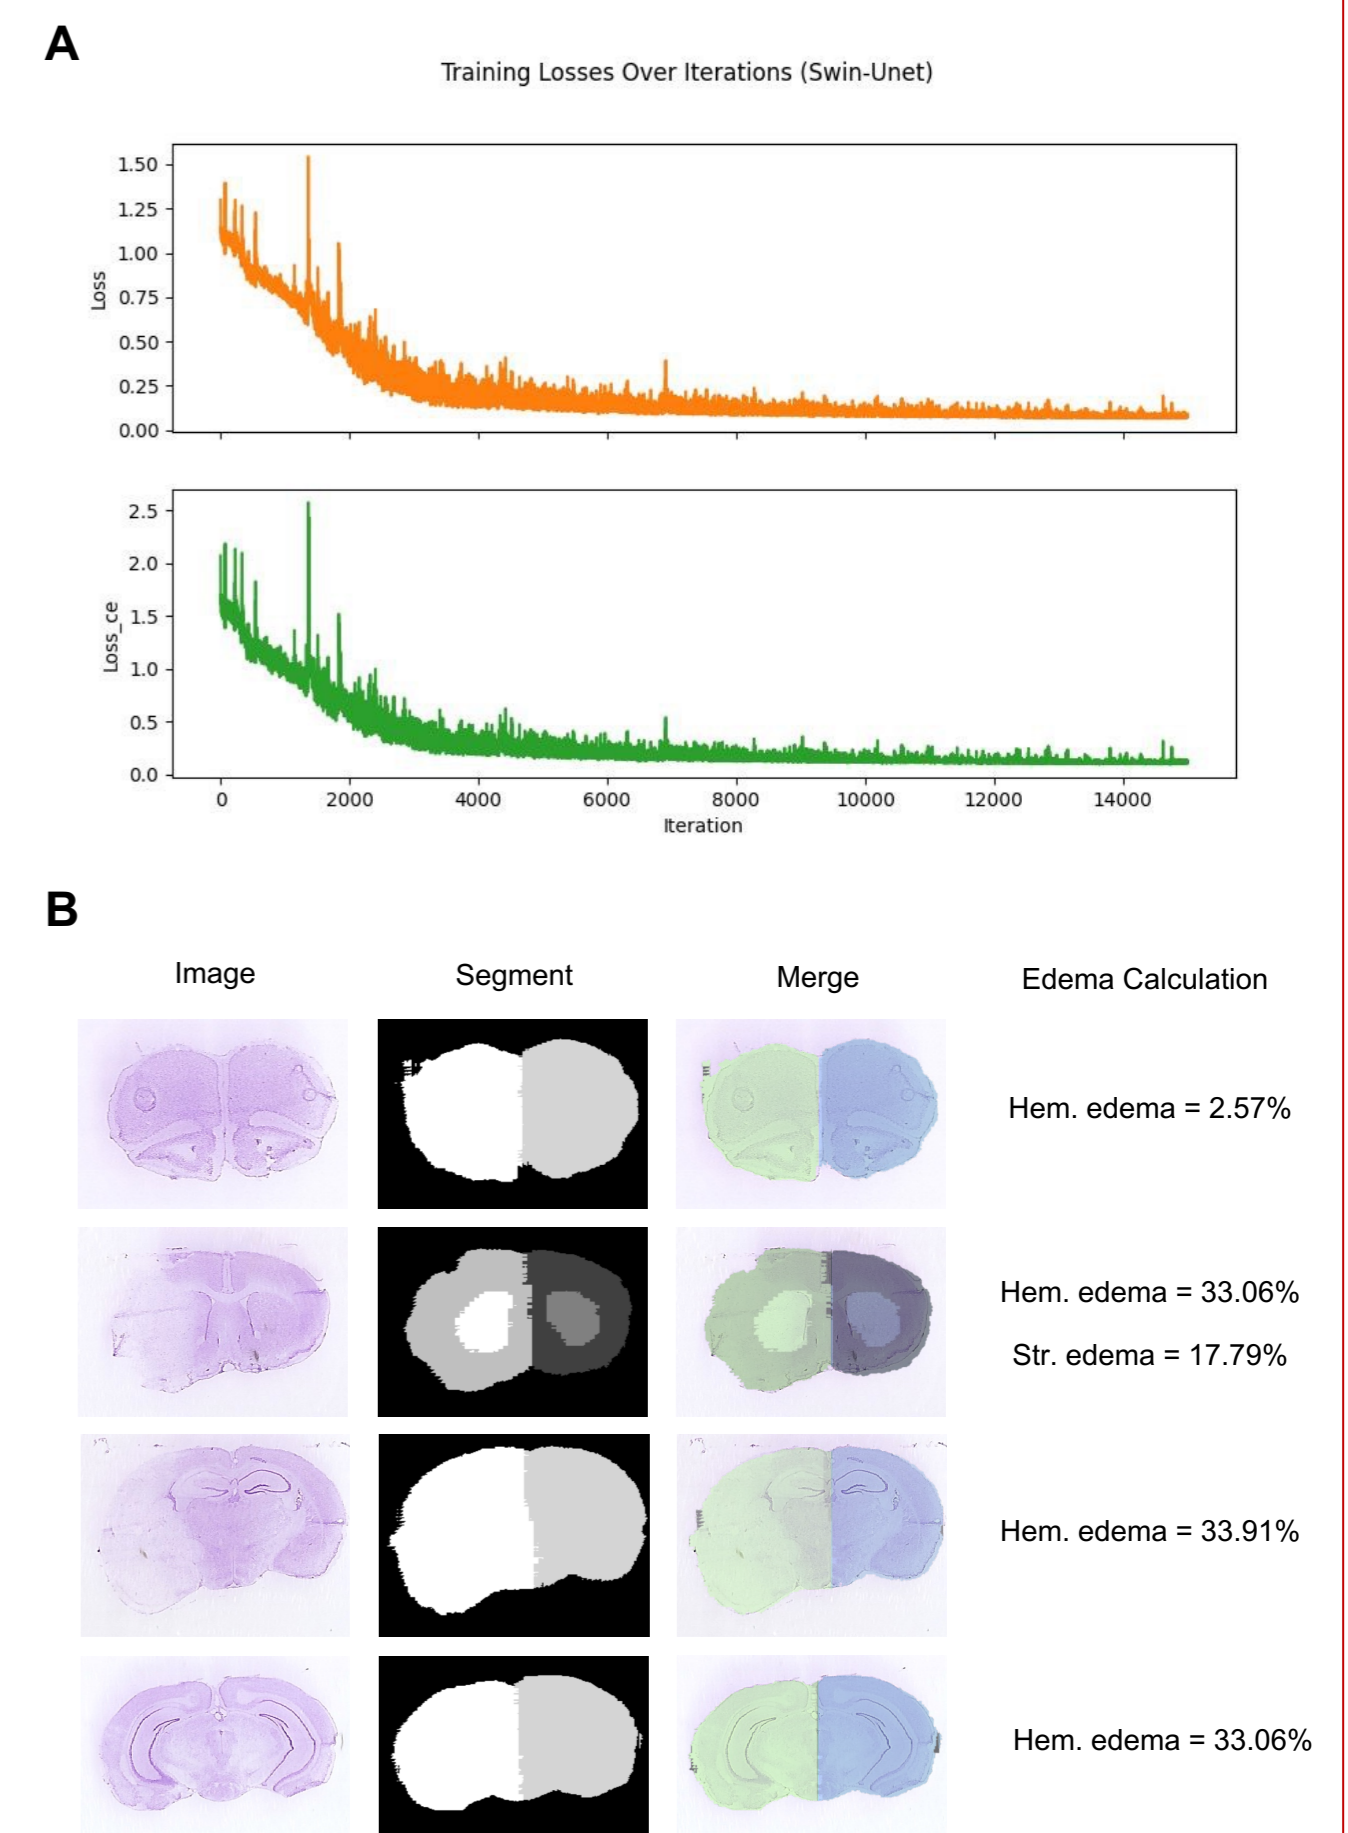 A
Training Losses Over Iterations (Swin-Unet)
1.50
1.25
1.00
0.75
0.50
0.25
0.00
Loss
2.5
2.0
1.5
1.0
0.5
0.0
Loss_ce
0 2000 4000 6000 8000 10000 12000 14000
Iteration
B
Image Segment Merge Edema Calculation
Hem. edema = 2.57%
Hem. edema = 33.06%
Str. edema = 17.79%
Hem. edema = 33.91%
Hem. edema = 33.06%